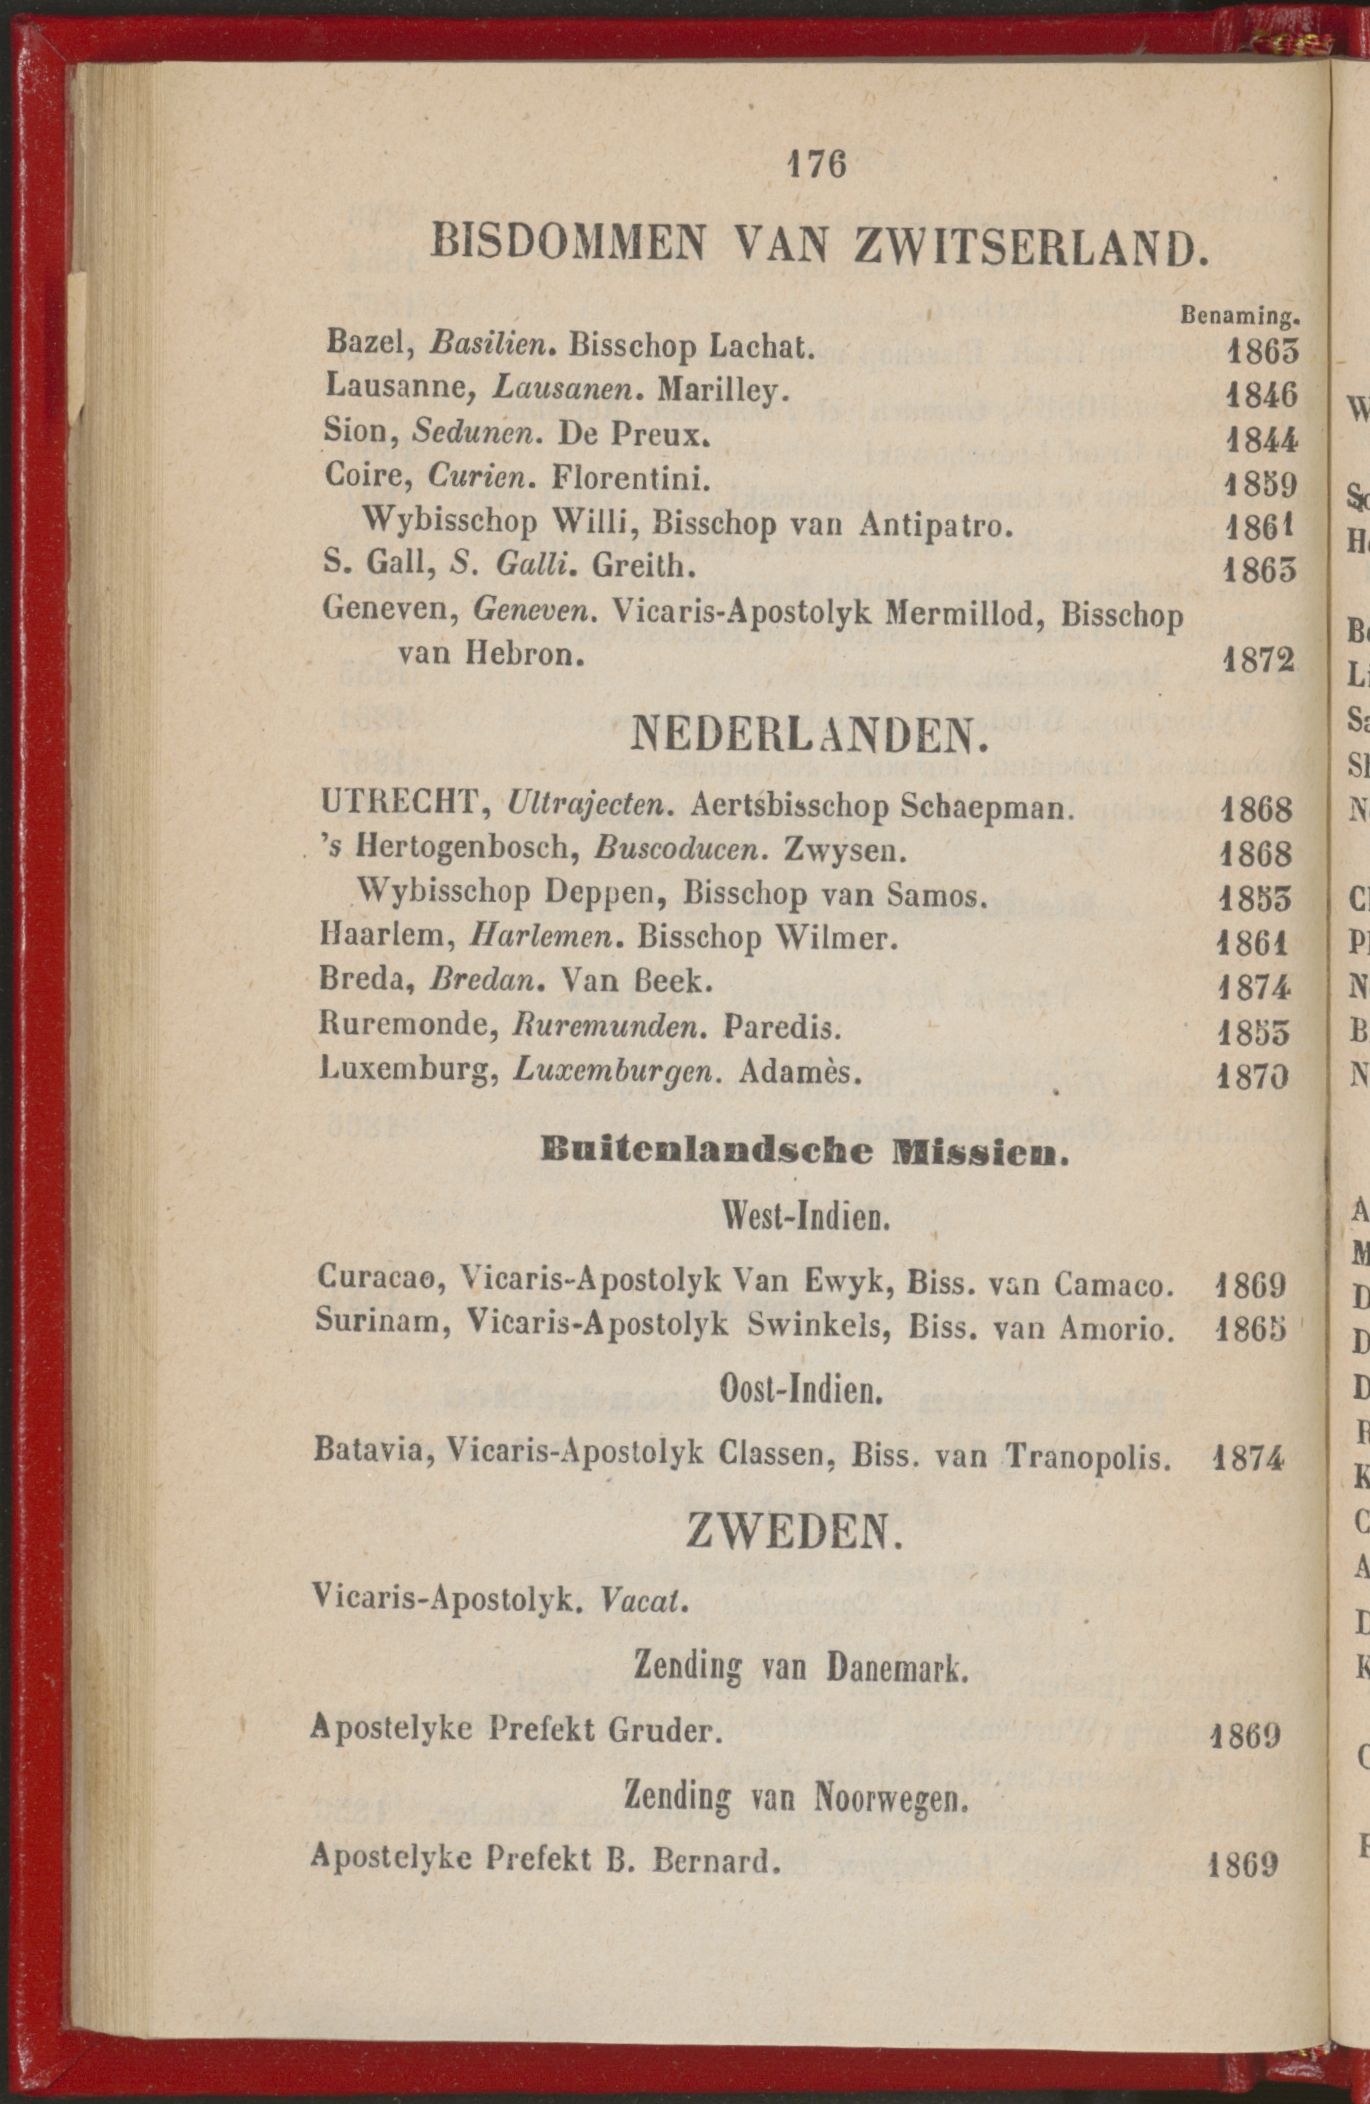 176
BISDOMMEN VAN ZWITSERLAND.
Benaming.
Bazel, Basilien. Bisschop Lachat. 1863
Lausanne, Lausanen. Marilley. 1846
Sion, Sedunen. De Preux. 1844
Coire, Curien. Florentini. 1859
Wybisschop Willi, Bisschop van Antipatro. 1861
S. Gall, S. Galli. Greith. 1863
Geneven, Geneven. Vicaris-Apostolyk Mermillod, Bisschop
van Hebron. 1872
NEDERLANDEN.
UTRECHT, Ultrajecten. Aertsbisschop Schaepman. 1868
's Hertogenbosch, Buscoducen. Zwysen. 1868
Wybisschop Deppen, Bisschop van Samos. 1853
Haarlem, Harlemen. Bisschop Wilmer. 1861
Breda, Bredan. Van Beek. 1874
Ruremonde, Ruremunden. Paredis. 1853
Luxemburg, Luxemburgen. Adamès. 1870
Buitenlandsche Missien.
West-Indien.
Curacao, Vicaris-Apostolyk Van Ewyk, Biss. van Camaco. 1869
Surinam, Vicaris-Apostolyk Swinkels, Biss. van Amorio. 1865
Oost-Indien.
Batavia, Vicaris-Apostolyk Classen, Biss. van Tranopolis. 1874
ZWEDEN.
Vicaris-Apostolyk. Vacat.
Zending van Danemark.
Apostelyke Prefekt Gruder. 1869
Zending van Noorwegen.
Apostelyke Prefekt B. Bernard. 1869